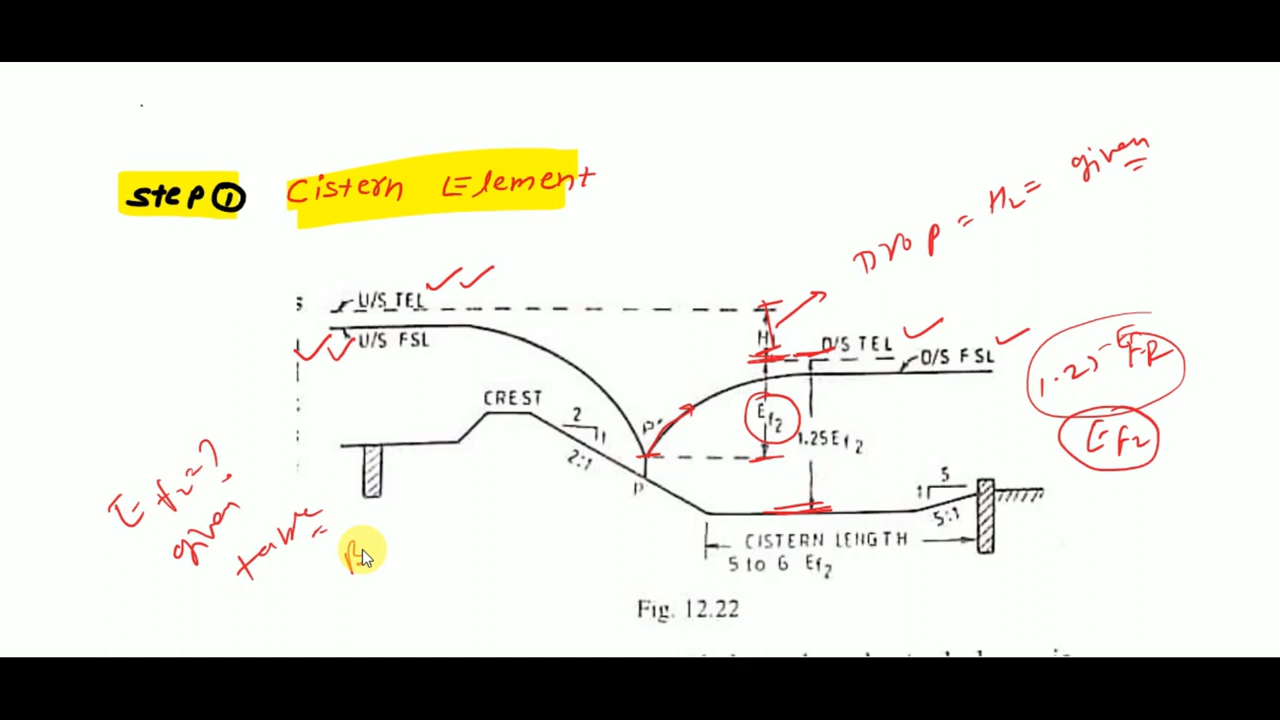 step ① Cistern Element
Drop = HL = given
U/S TEL
U/S FSL
H
D/S TEL
D/S FSL
1.25 Ef2
Ef2
CREST
2
1
2:1
P'
P
Ef2
1.25Ef2
5
1
5:1
Ef2 = ?
given
table
CISTERN LENGTH
5 to 6 Ef2
Fig. 12.22